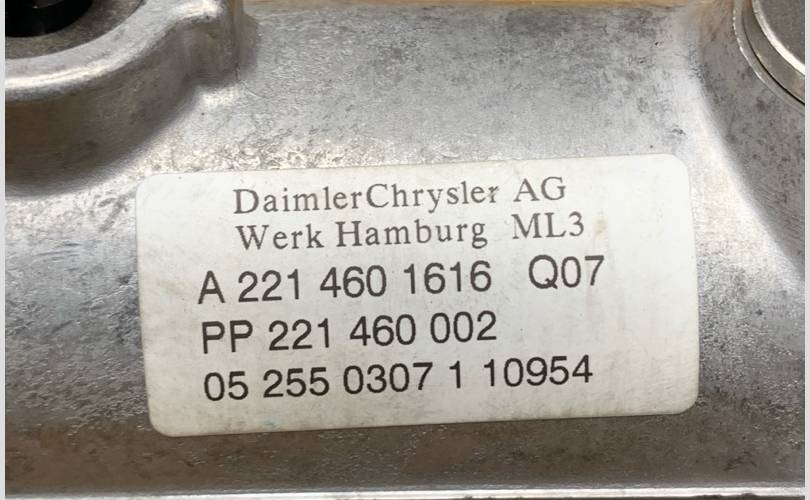 DaimlerChrysler AG
Werk Hamburg ML3
A 221 460 1616 Q07
PP 221 460 002
05 255 0307 1 10954